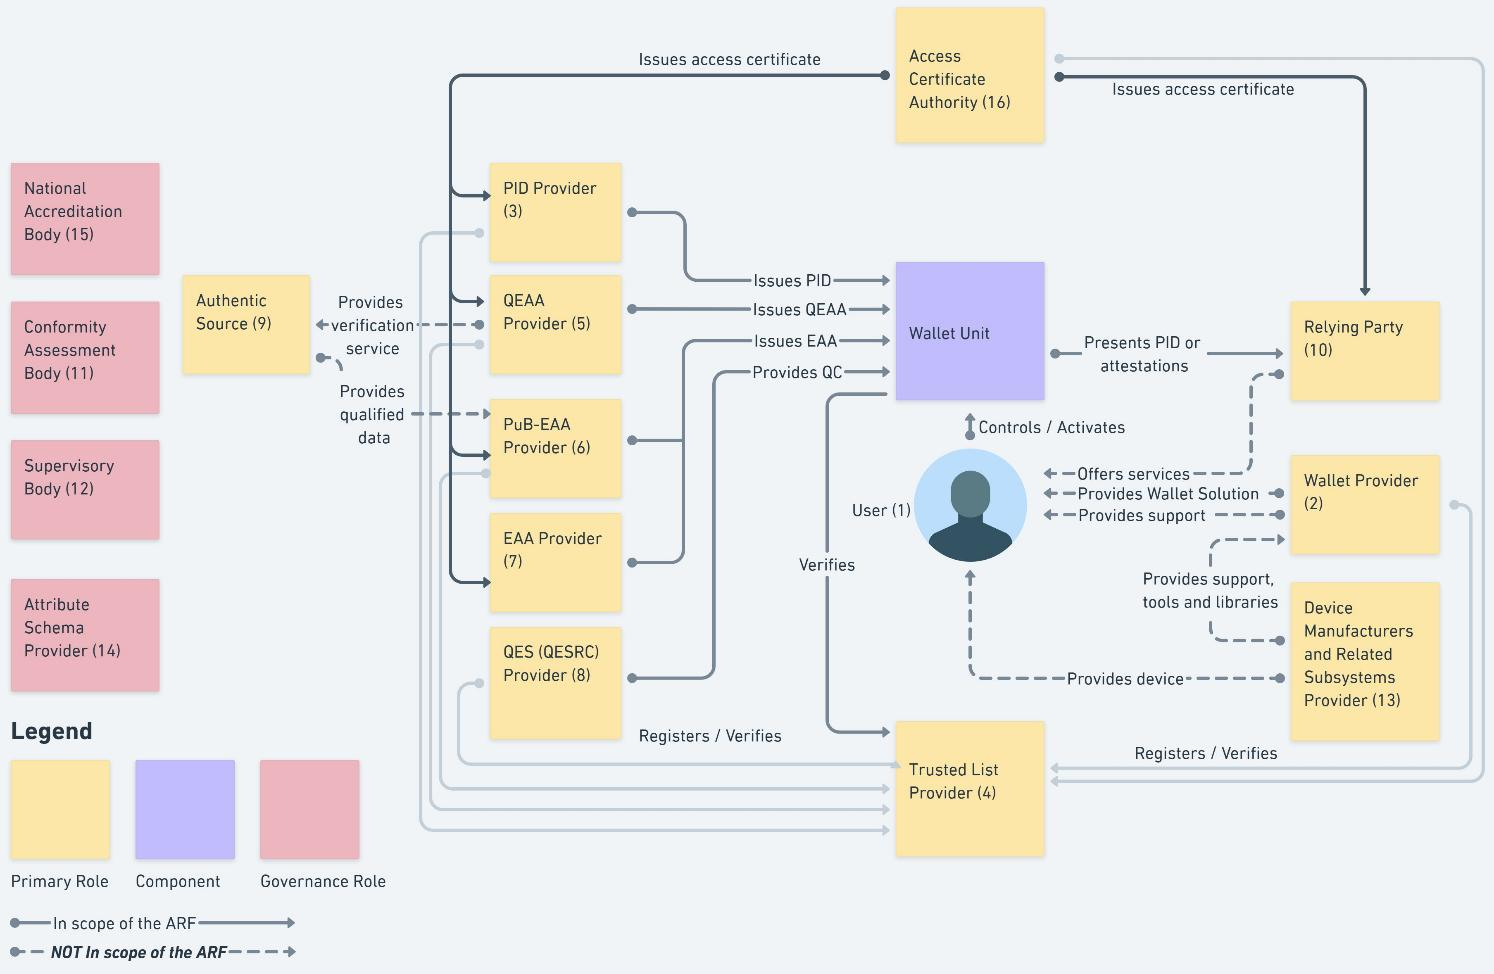 Access
Certificate
Authority (16)
Issues access certificate
Issues access certificate
National
Accreditation
Body (15)
Conformity
Assessment
Body (11)
Supervisory
Body (12)
Attribute
Schema
Provider (14)
Authentic
Source (9)
Provides
verification
service
Provides
qualified
data
PID Provider
(3)
QEAA
Provider (5)
PuB-EAA
Provider (6)
EAA Provider
(7)
QES (QESRC)
Provider (8)
Issues PID
Issues QEAA
Issues EAA
Provides QC
Wallet Unit
Presents PID or
attestations
Relying Party
(10)
Controls / Activates
User (1)
Offers services
Provides Wallet Solution
Provides support
Wallet Provider
(2)
Verifies
Provides support,
tools and libraries
Device
Manufacturers
and Related
Subsystems
Provider (13)
Provides device
Registers / Verifies
Registers / Verifies
Trusted List
Provider (4)
Legend
Primary Role
Component
Governance Role
In scope of the ARF
NOT In scope of the ARF